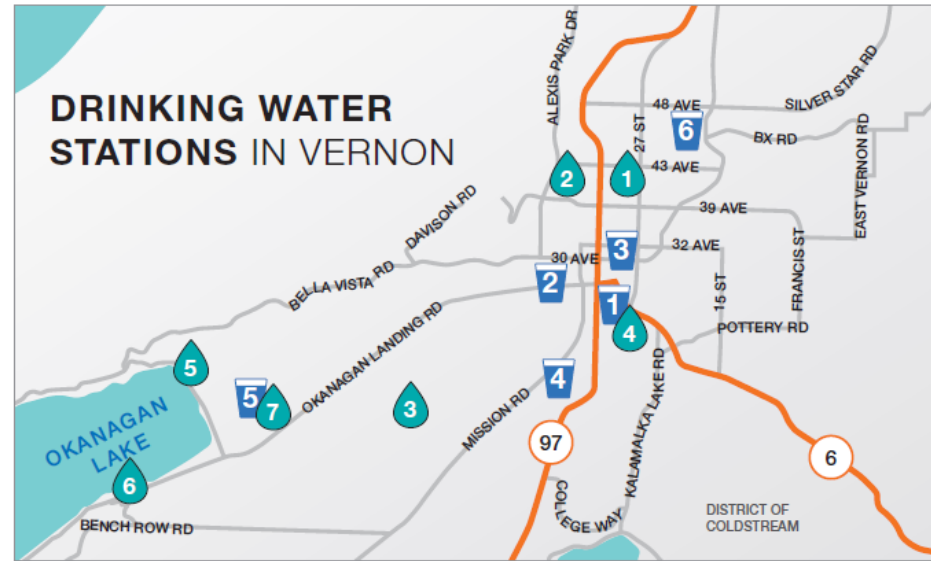 DRINKING WATER
STATIONS IN VERNON
ALEXIS PARK DR
48 AVE
SILVER STAR RD
27 ST
6
BX RD
EAST VERNON RD
2
1
43 AVE
DAVISON RD
39 AVE
3
32 AVE
30 AVE
FRANCIS ST
BELLA VISTA RD
2
1
15 ST
4
POTTERY RD
OKANAGAN LANDING RD
5
5
7
3
4
MISSION RD
KALAMALKA LAKE RD
OKANAGAN
LAKE
97
6
6
COLLEGE WAY
BENCH ROW RD
DISTRICT OF
COLDSTREAM